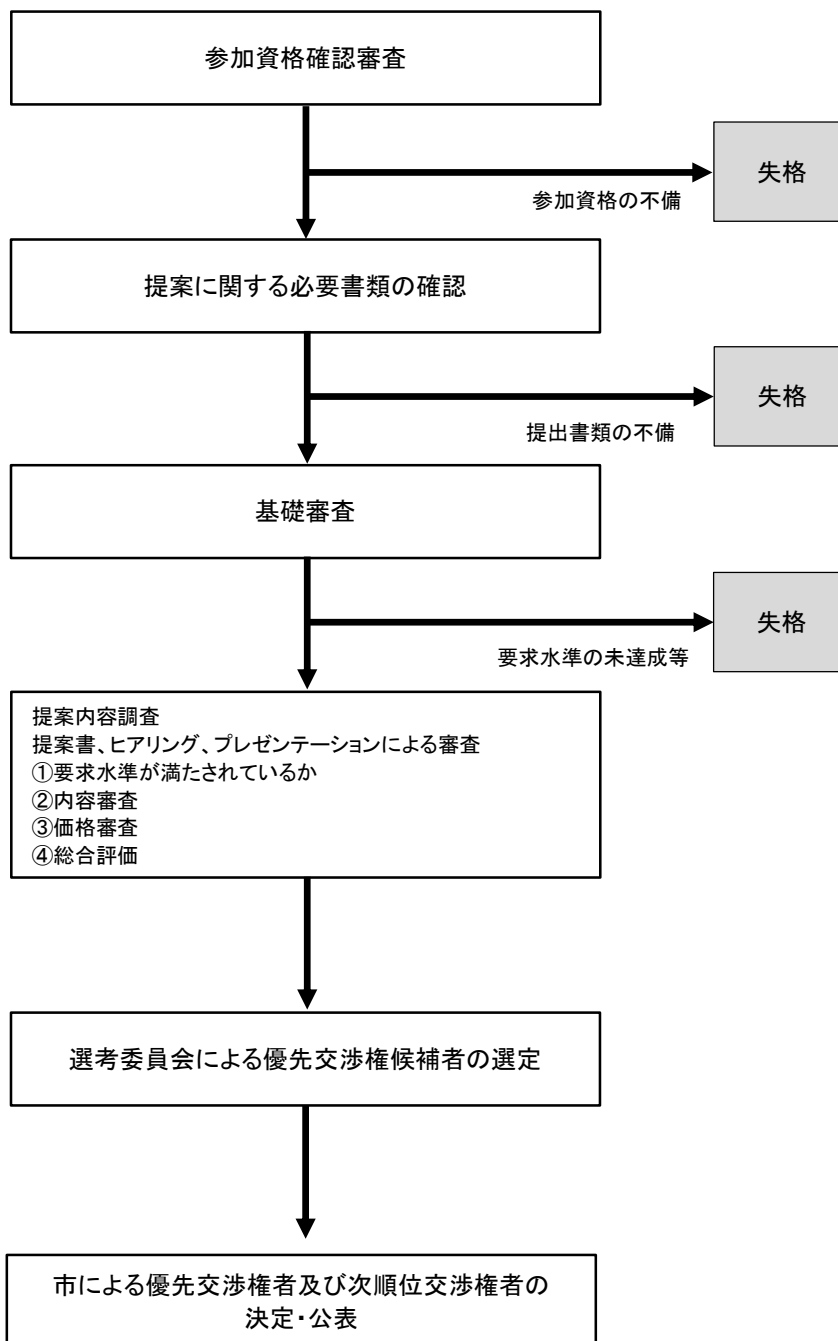 参加資格確認審査
失格
参加資格の不備
提案に関する必要書類の確認
失格
提出書類の不備
基礎審査
失格
要求水準の未達成等
提案内容調査
提案書、ヒアリング、プレゼンテーションによる審査
①要求水準が満たされているか
②内容審査
③価格審査
④総合評価
選考委員会による優先交渉権候補者の選定
市による優先交渉権者及び次順位交渉権者の
決定・公表